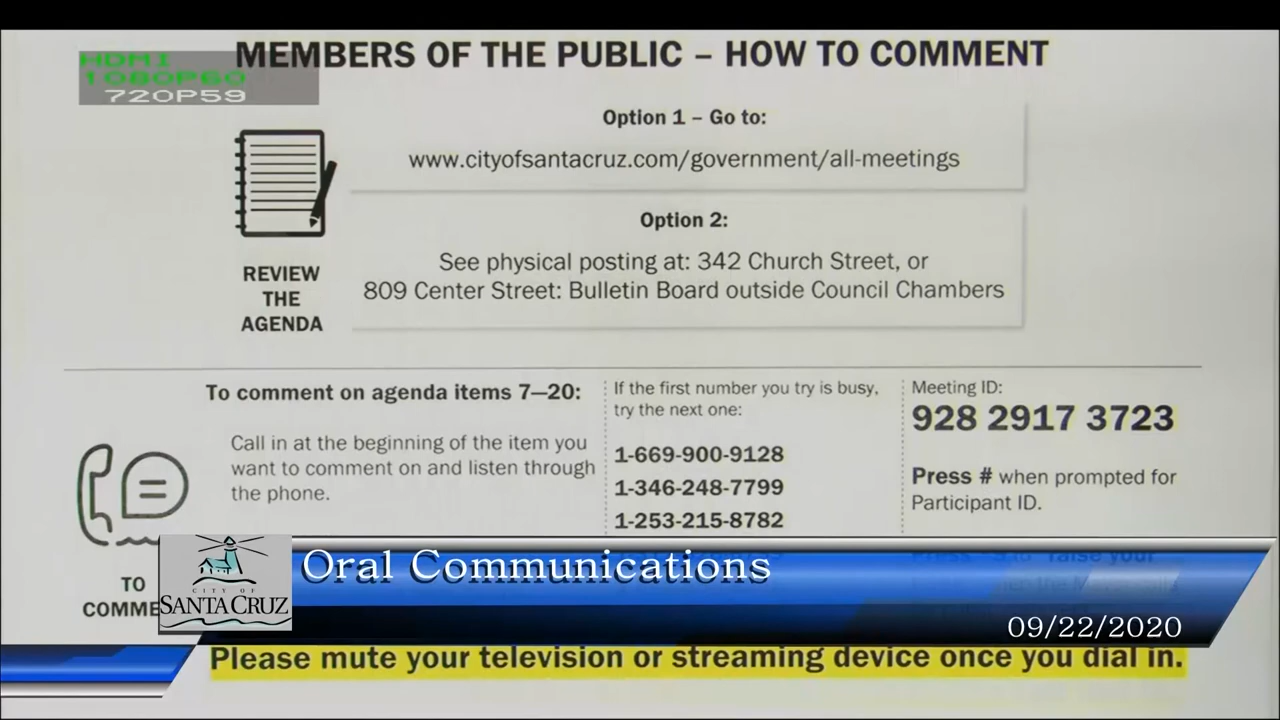 MEMBERS OF THE PUBLIC – HOW TO COMMENT
HDMI
1080P60
720P59
Option 1 – Go to:
www.cityofsantacruz.com/government/all-meetings
Option 2:
See physical posting at: 342 Church Street, or
809 Center Street: Bulletin Board outside Council Chambers
REVIEW
THE
AGENDA
To comment on agenda items 7—20:
Call in at the beginning of the item you
want to comment on and listen through
the phone.
If the first number you try is busy,
try the next one:
1-669-900-9128
1-346-248-7799
1-253-215-8782
Meeting ID:
928 2917 3723
Press # when prompted for
Participant ID.
TO
COMME
CITY OF
SANTA CRUZ
Oral Communications
09/22/2020
Please mute your television or streaming device once you dial in.